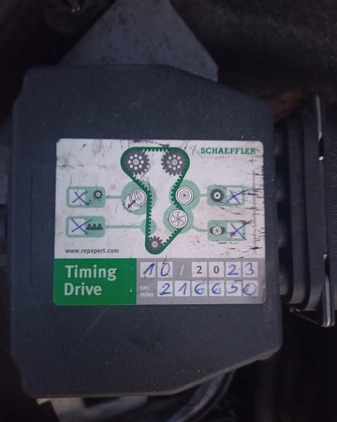 SCHAEFFLER
www.repxpert.com
Timing 10/2023
Drive km/miles 216650